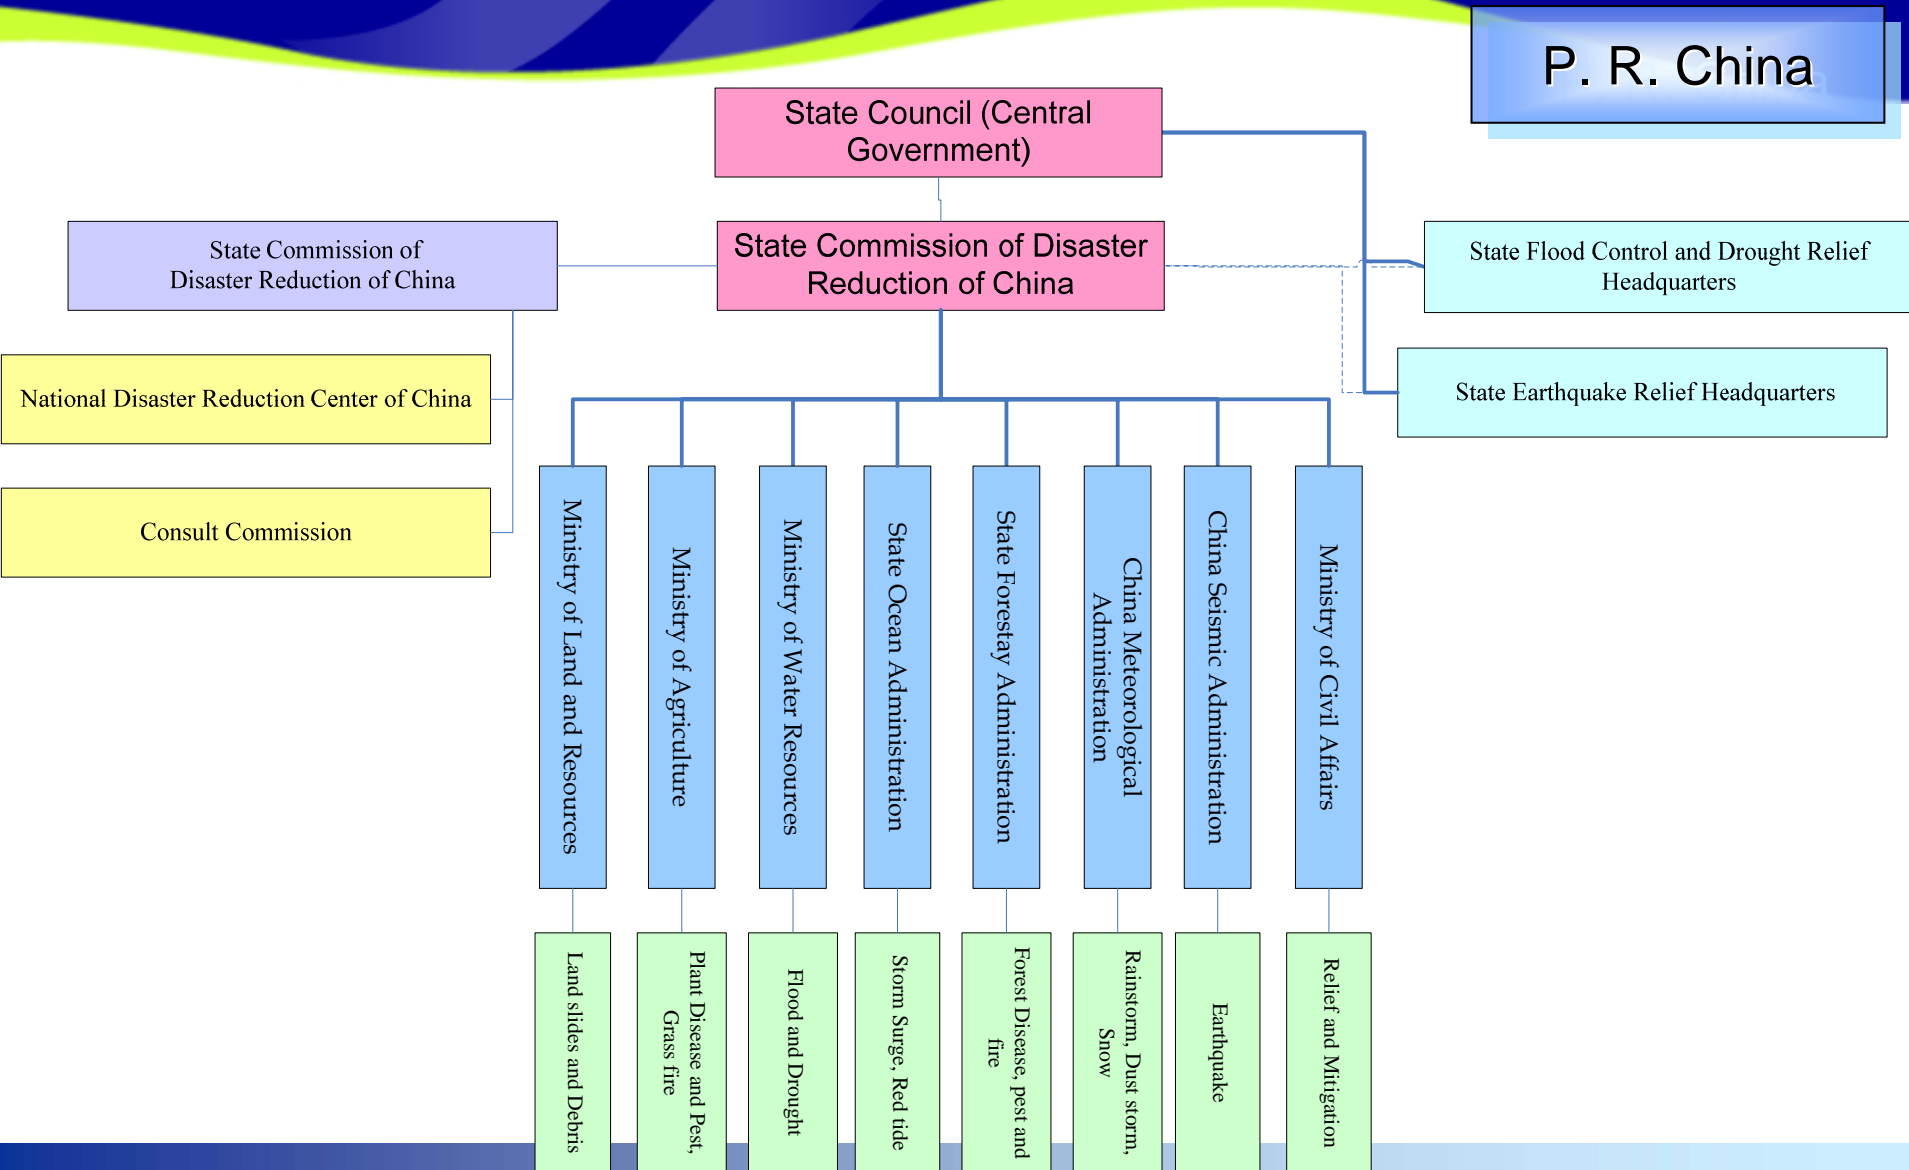 P. R. China
State Council (Central
Government)
State Commission of
Disaster Reduction of China
State Commission of Disaster
Reduction of China
State Flood Control and Drought Relief
Headquarters
National Disaster Reduction Center of China
State Earthquake Relief Headquarters
Consult Commission
Ministry of Land and Resources
Ministry of Agriculture
Ministry of Water Resources
State Ocean Administration
State Forestay Administration
China Meteorological
Administration
China Seismic Administration
Ministry of Civil Affairs
Land slides and Debris
Plant Disease and Pest,
Grass fire
Flood and Drought
Storm Surge, Red tide
Forest Disease, pest and
fire
Rainstorm, Dust storm,
Snow
Earthquake
Relief and Mitigation